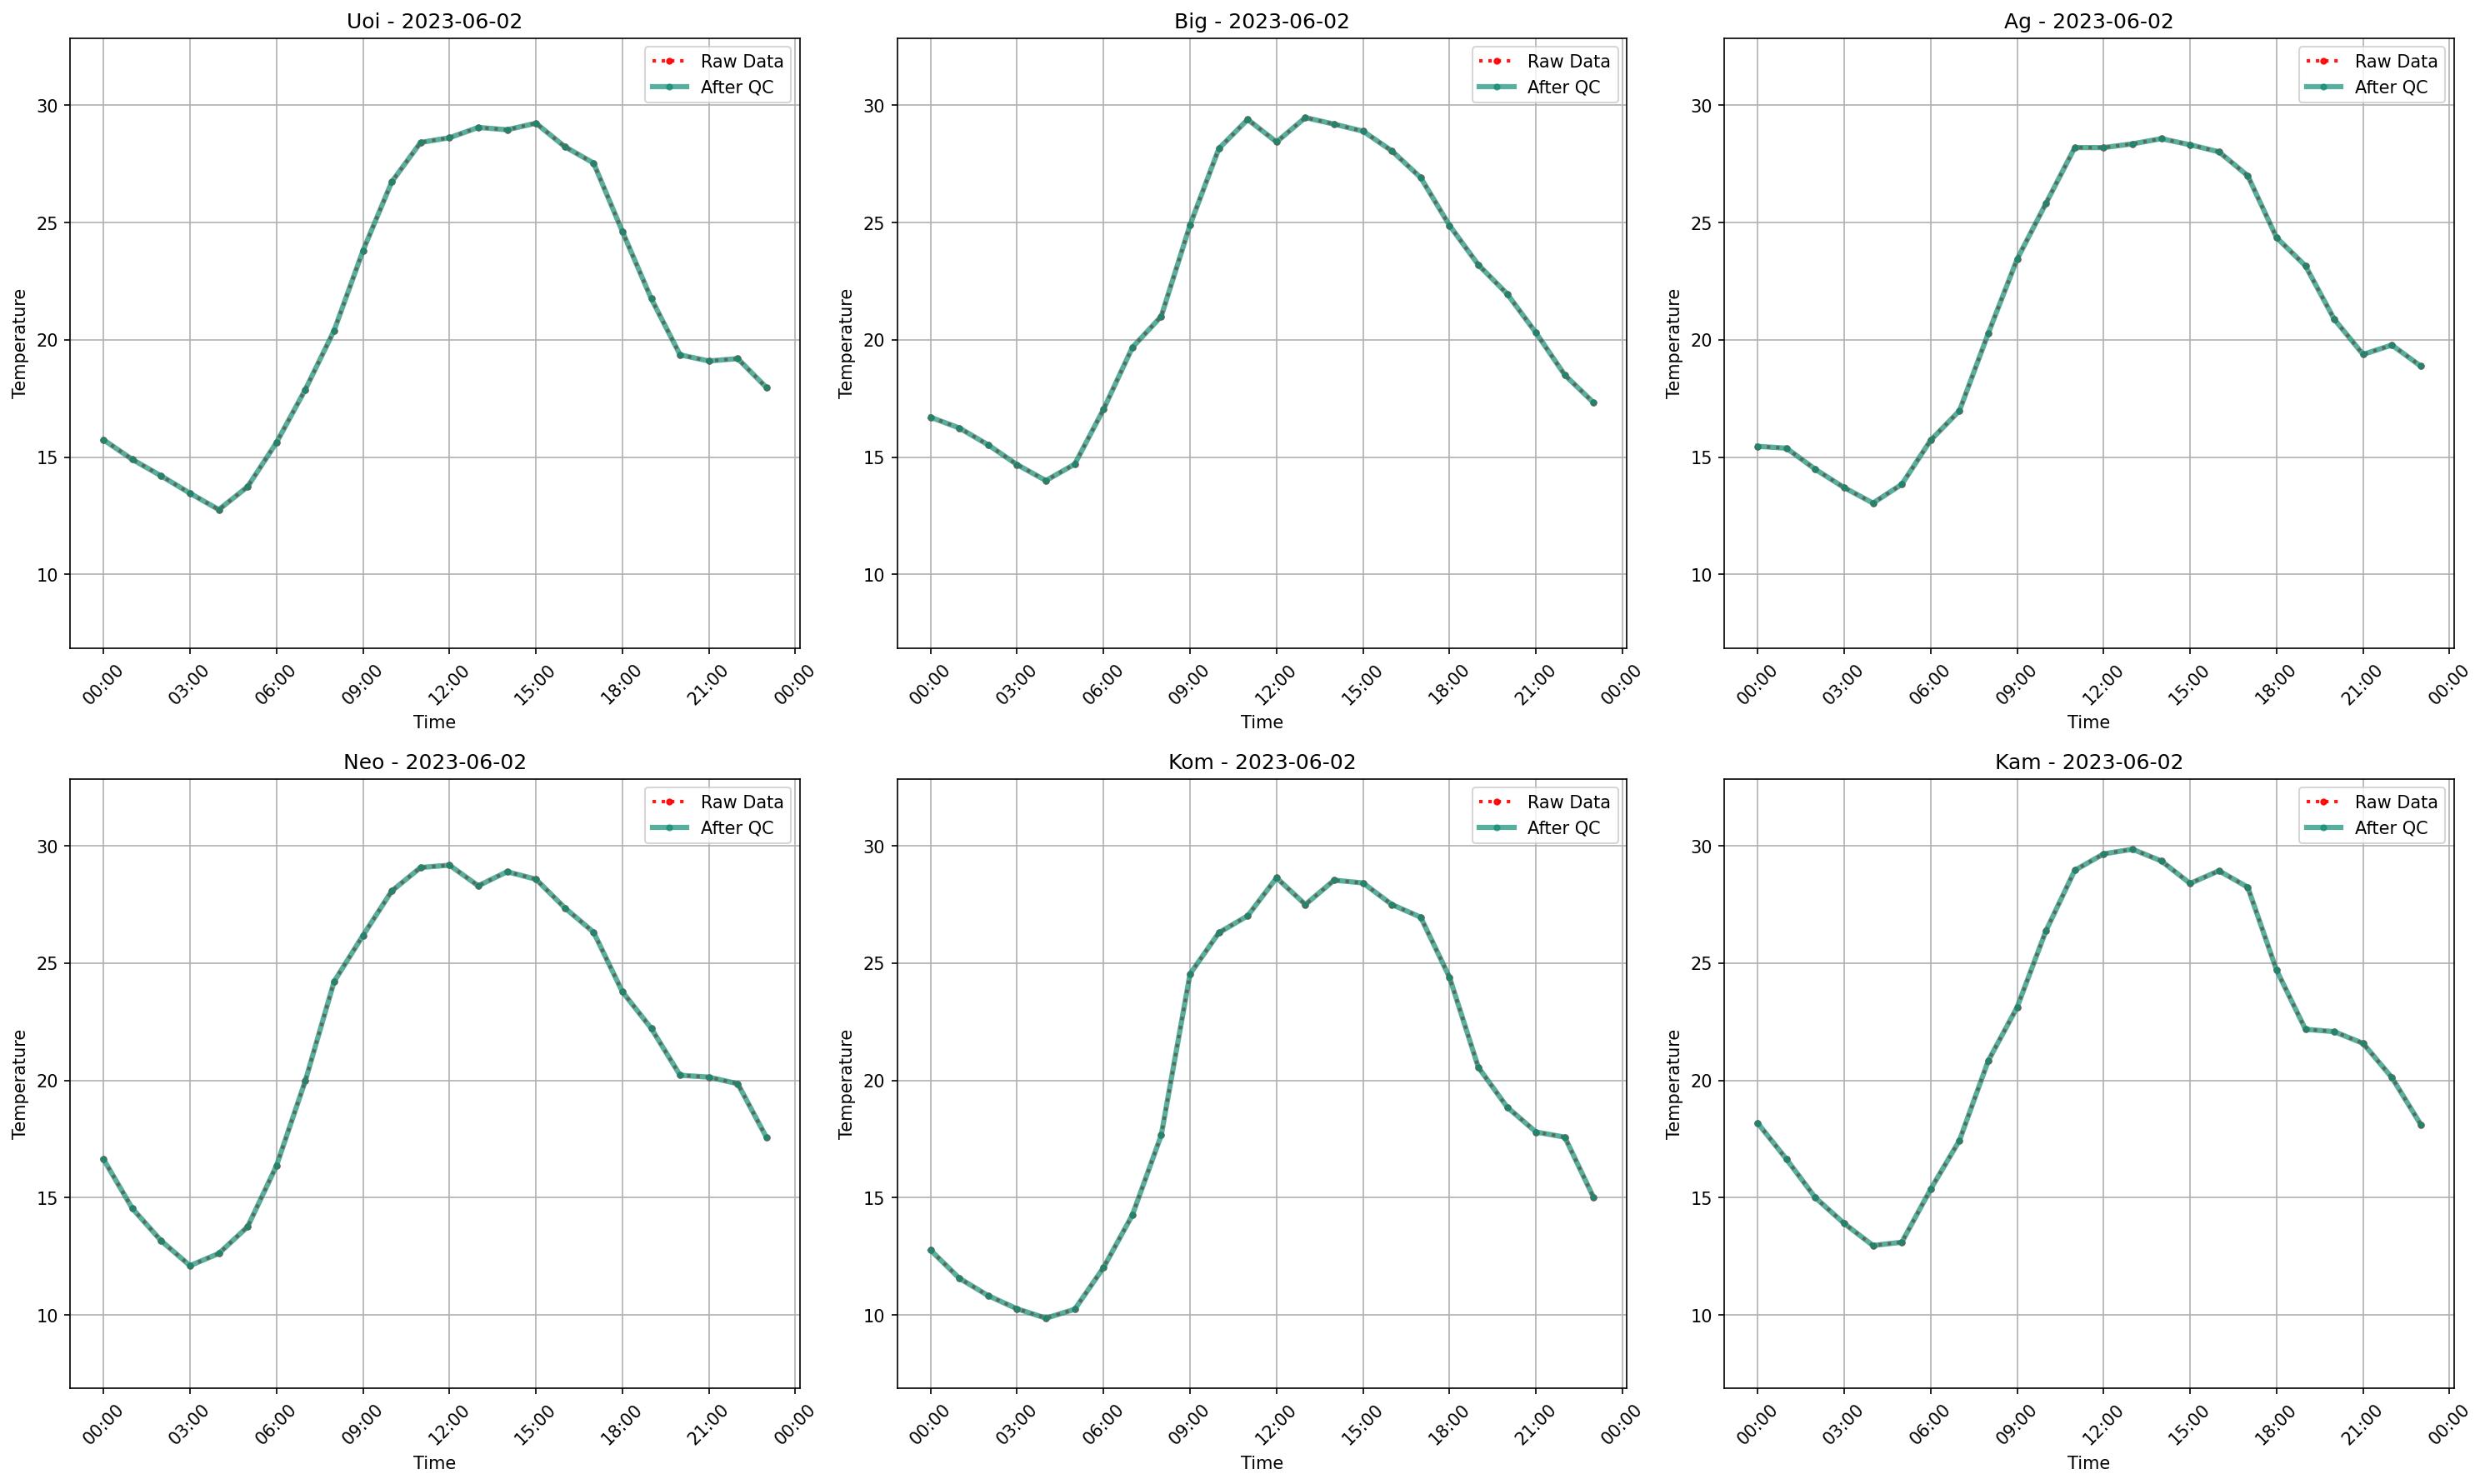 Uoi - 2023-06-02
Raw Data
After QC
30
25
20
15
10
Temperature
00:00
03:00
06:00
09:00
12:00
15:00
18:00
21:00
00:00
Time
Big - 2023-06-02
Raw Data
After QC
30
25
20
15
10
Temperature
00:00
03:00
06:00
09:00
12:00
15:00
18:00
21:00
00:00
Time
Ag - 2023-06-02
Raw Data
After QC
30
25
20
15
10
Temperature
00:00
03:00
06:00
09:00
12:00
15:00
18:00
21:00
00:00
Time
Neo - 2023-06-02
Raw Data
After QC
30
25
20
15
10
Temperature
00:00
03:00
06:00
09:00
12:00
15:00
18:00
21:00
00:00
Time
Kom - 2023-06-02
Raw Data
After QC
30
25
20
15
10
Temperature
00:00
03:00
06:00
09:00
12:00
15:00
18:00
21:00
00:00
Time
Kam - 2023-06-02
Raw Data
After QC
30
25
20
15
10
Temperature
00:00
03:00
06:00
09:00
12:00
15:00
18:00
21:00
00:00
Time